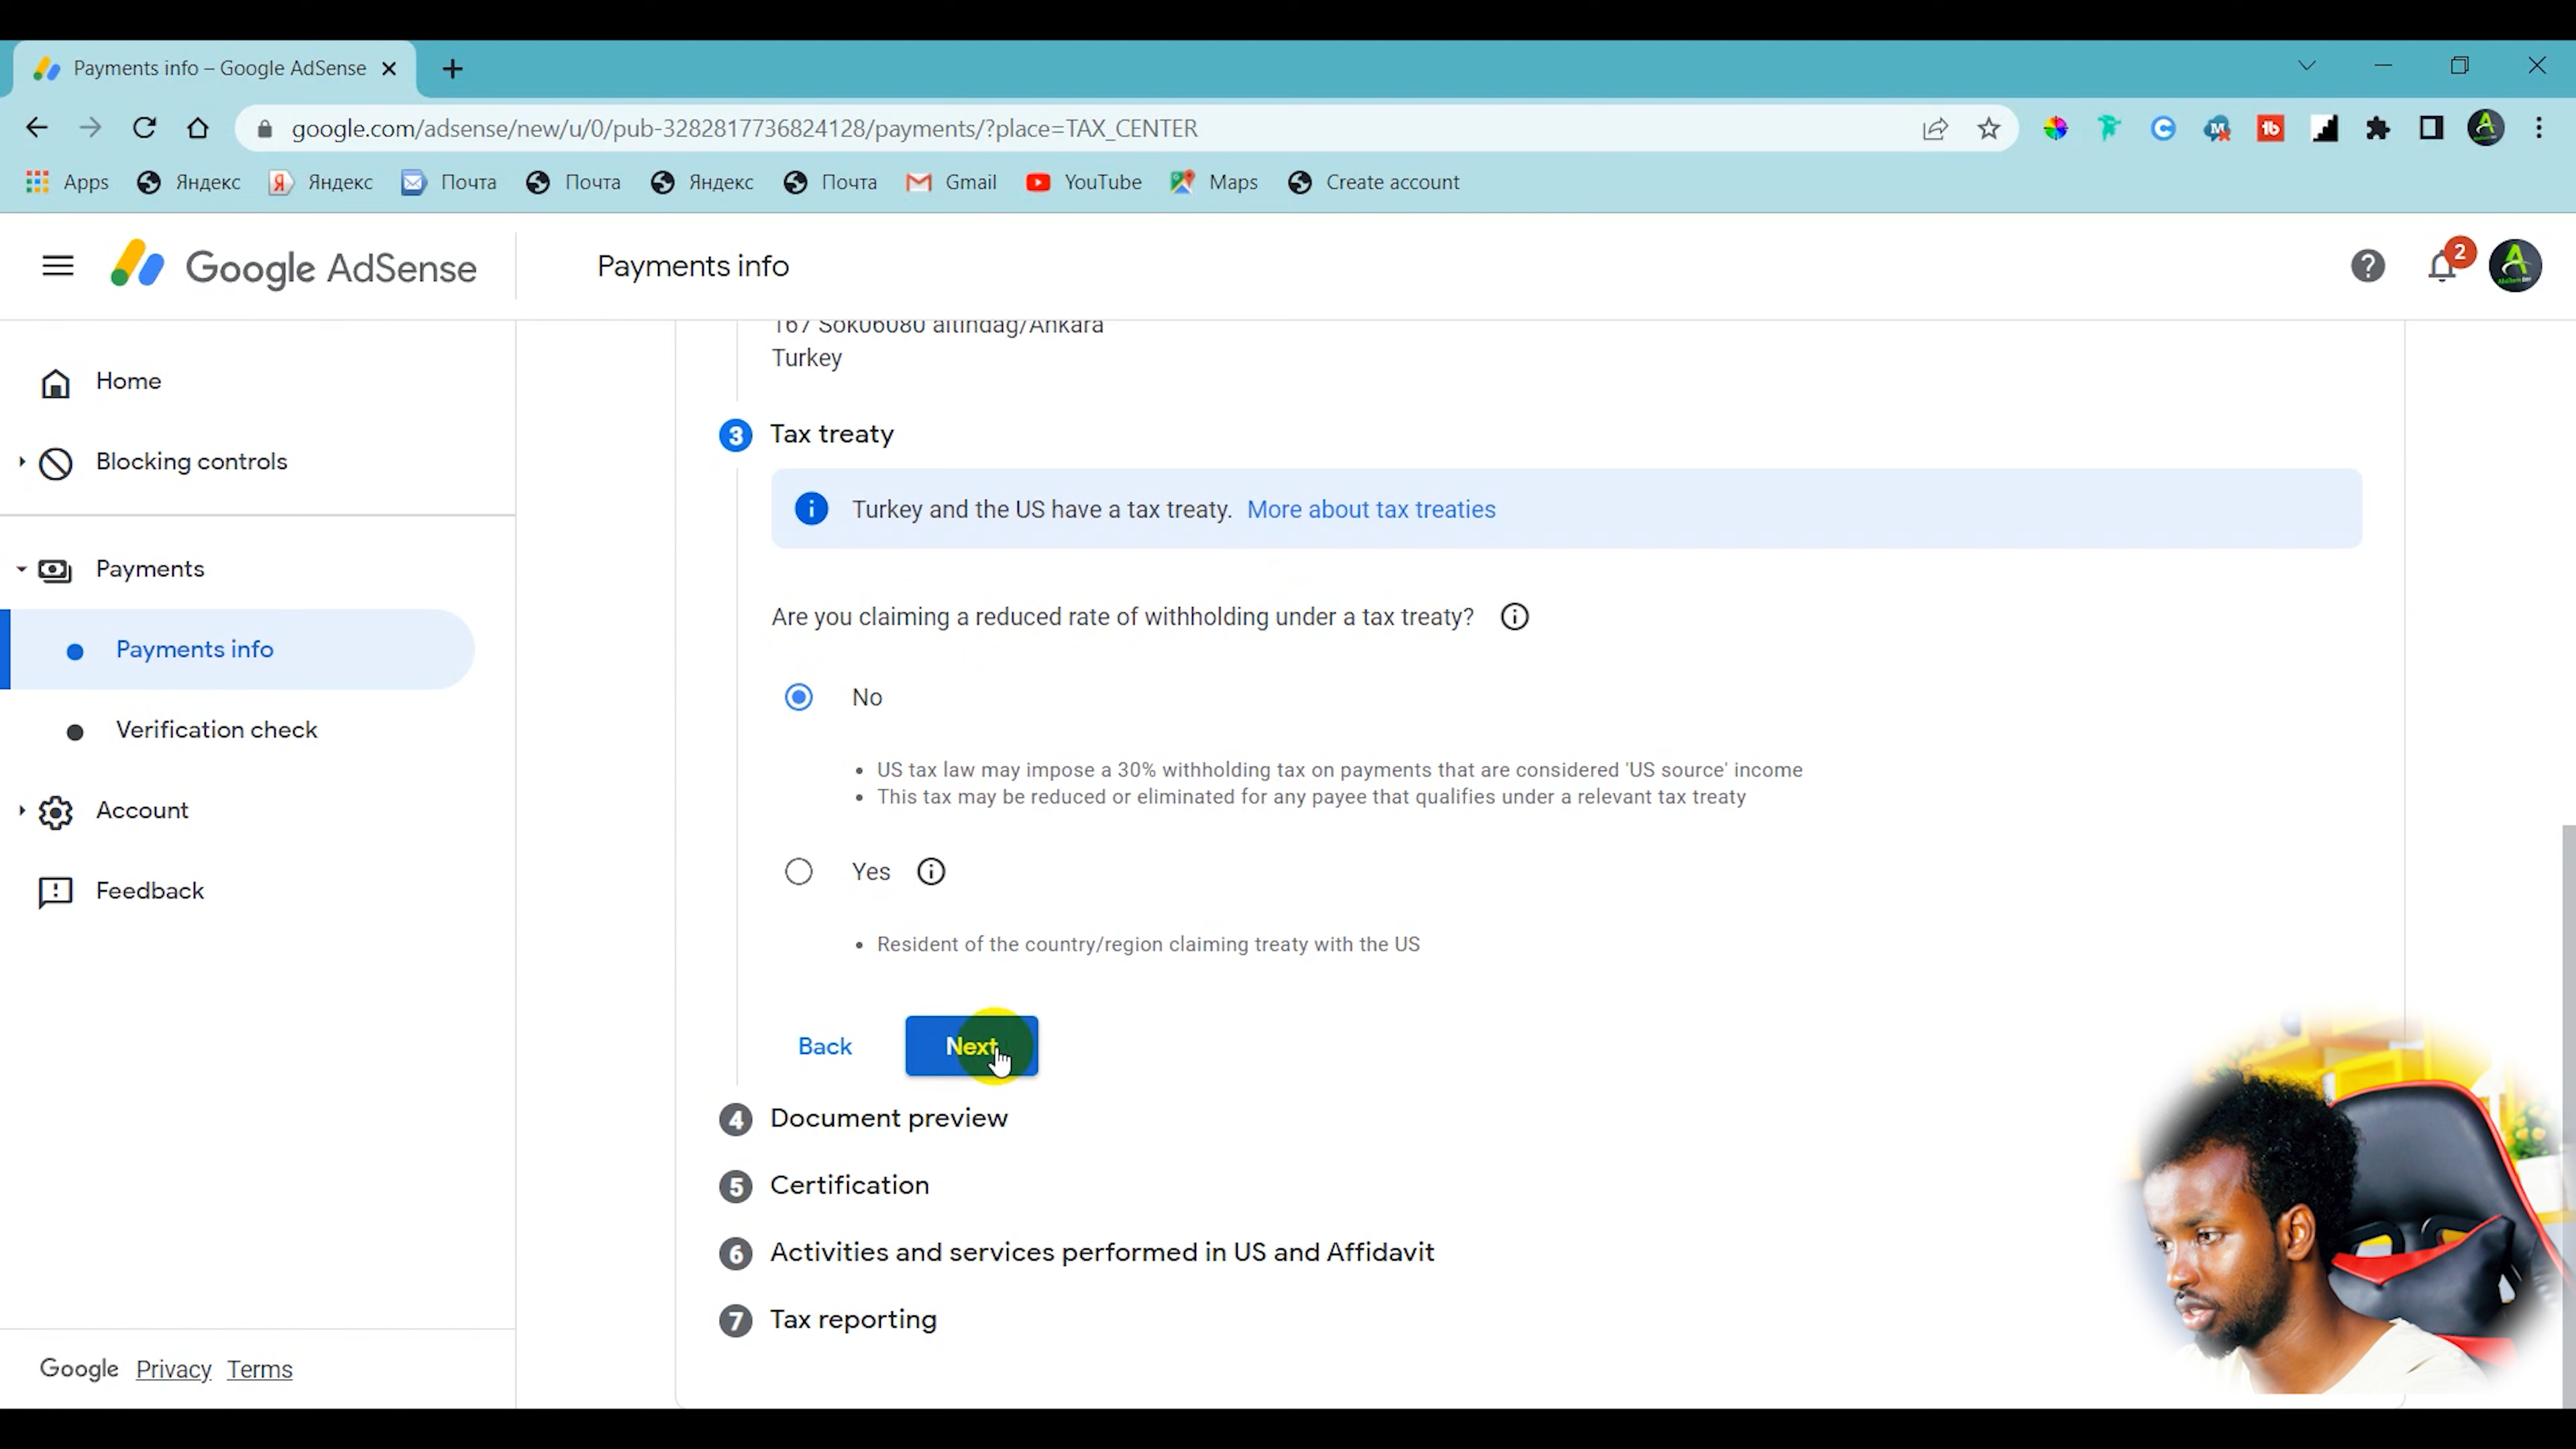 Payments info – Google AdSense
google.com/adsense/new/u/0/pub-3282817736824128/payments/?place=TAX_CENTER
Apps Яндекс Яндекс Почта Почта Яндекс Почта Gmail YouTube Maps Create account
Google AdSense
Payments info
2
Home
Blocking controls
Payments
Payments info
Verification check
Account
Feedback
Google Privacy Terms
167 Sok06080 altindag/Ankara
Turkey
3 Tax treaty
Turkey and the US have a tax treaty. More about tax treaties
Are you claiming a reduced rate of withholding under a tax treaty?
No
• US tax law may impose a 30% withholding tax on payments that are considered 'US source' income
• This tax may be reduced or eliminated for any payee that qualifies under a relevant tax treaty
Yes
• Resident of the country/region claiming treaty with the US
Back Next
4 Document preview
5 Certification
6 Activities and services performed in US and Affidavit
7 Tax reporting